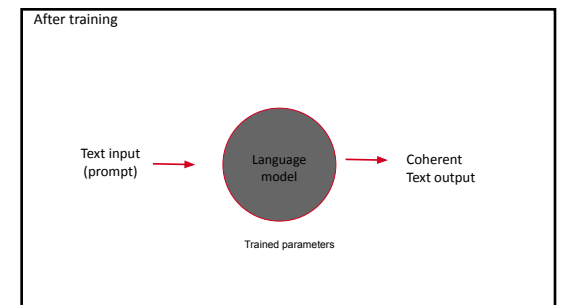 After training
Text input
(prompt)
Language
model
Coherent
Text output
Trained parameters